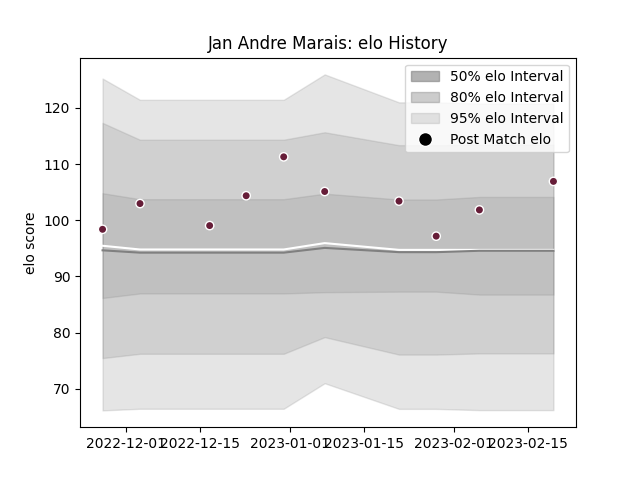 Jan Andre Marais: elo History
50% elo Interval
80% elo Interval
95% elo Interval
Post Match elo
elo score
120
110
100
90
80
70
2022-12-01 2022-12-15 2023-01-01 2023-01-15 2023-02-01 2023-02-15